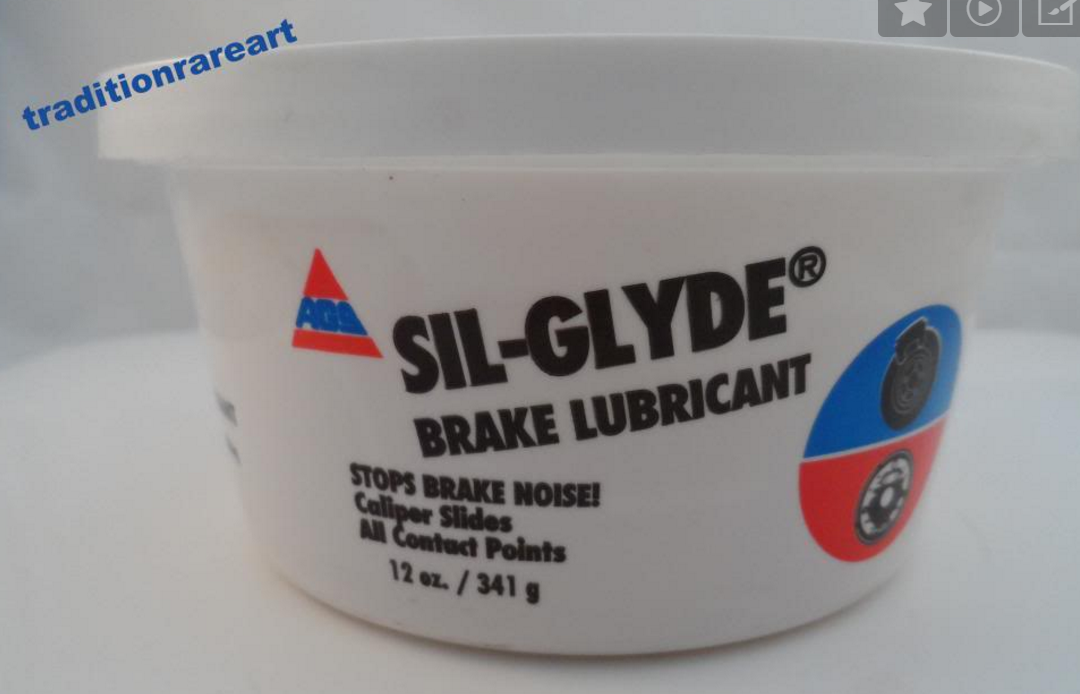 traditionrareart
AGS
SIL-GLYDE®
BRAKE LUBRICANT
STOPS BRAKE NOISE!
Caliper Slides
All Contact Points
12 oz. / 341 g